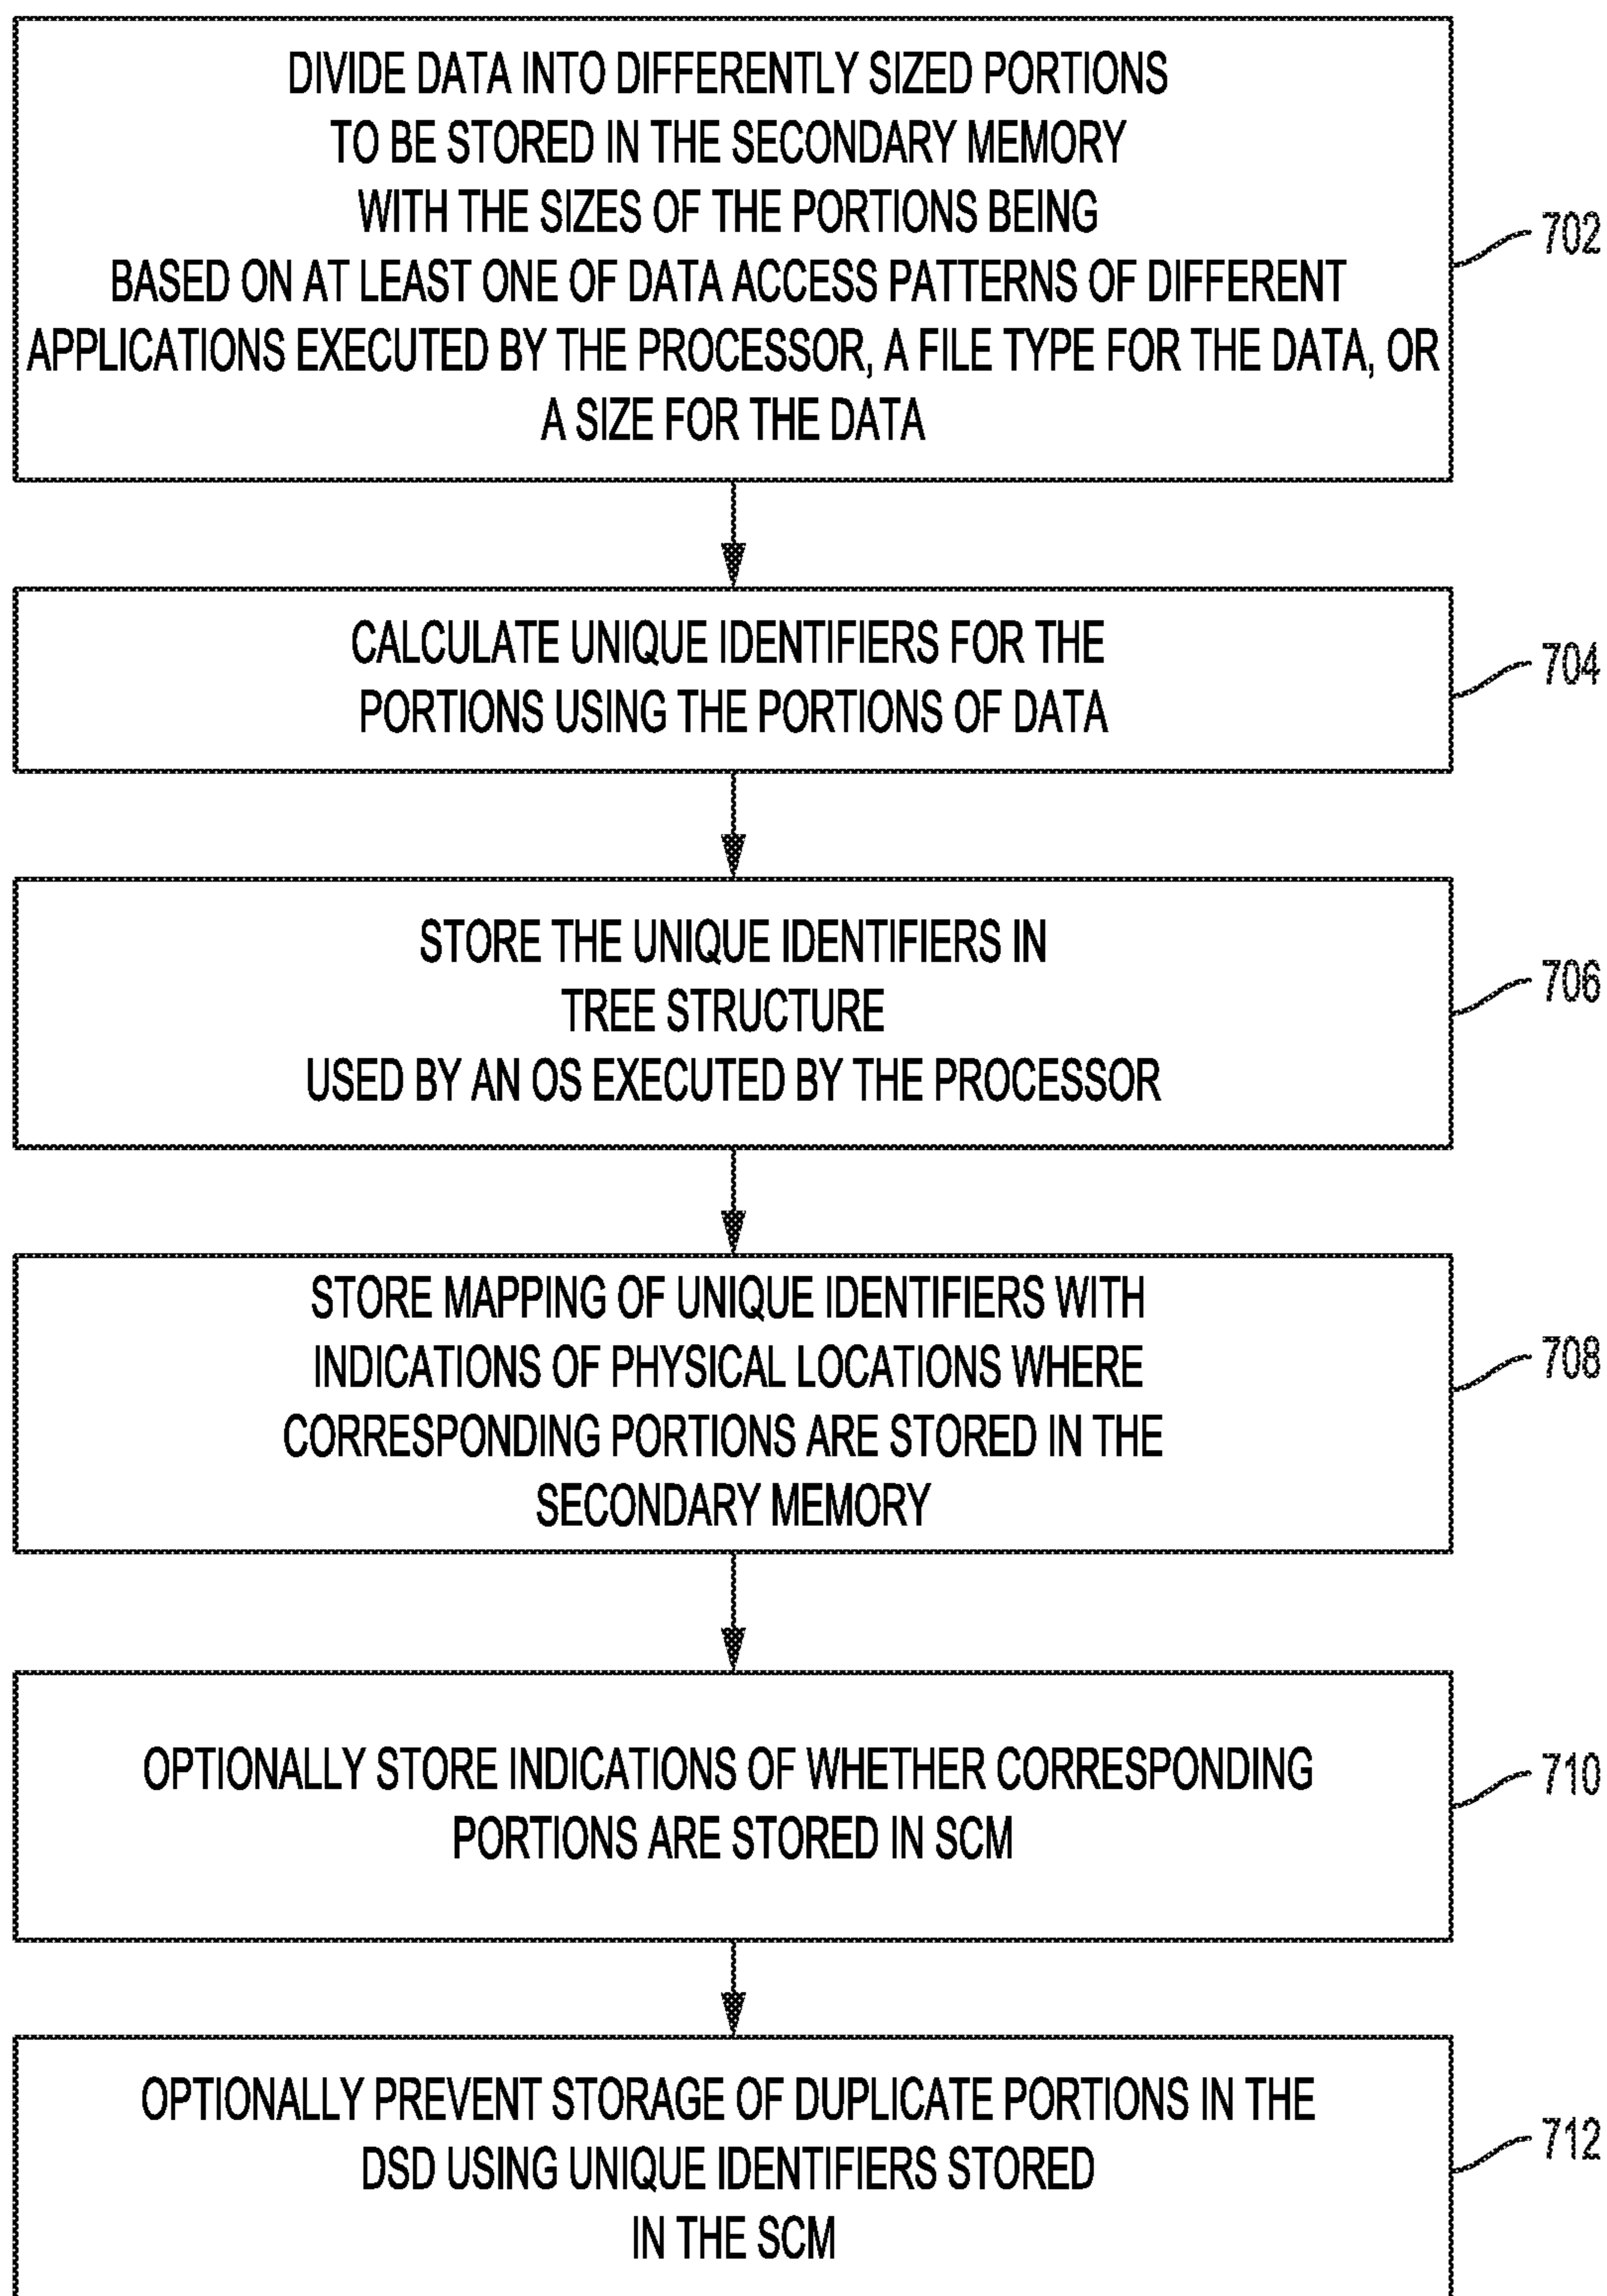 DIVIDE DATA INTO DIFFERENTLY SIZED PORTIONS
TO BE STORED IN THE SECONDARY MEMORY
WITH THE SIZES OF THE PORTIONS BEING
BASED ON AT LEAST ONE OF DATA ACCESS PATTERNS OF DIFFERENT
APPLICATIONS EXECUTED BY THE PROCESSOR, A FILE TYPE FOR THE DATA, OR
A SIZE FOR THE DATA
702
CALCULATE UNIQUE IDENTIFIERS FOR THE
PORTIONS USING THE PORTIONS OF DATA
704
STORE THE UNIQUE IDENTIFIERS IN
TREE STRUCTURE
USED BY AN OS EXECUTED BY THE PROCESSOR
706
STORE MAPPING OF UNIQUE IDENTIFIERS WITH
INDICATIONS OF PHYSICAL LOCATIONS WHERE
CORRESPONDING PORTIONS ARE STORED IN THE
SECONDARY MEMORY
708
OPTIONALLY STORE INDICATIONS OF WHETHER CORRESPONDING
PORTIONS ARE STORED IN SCM
710
OPTIONALLY PREVENT STORAGE OF DUPLICATE PORTIONS IN THE
DSD USING UNIQUE IDENTIFIERS STORED
IN THE SCM
712